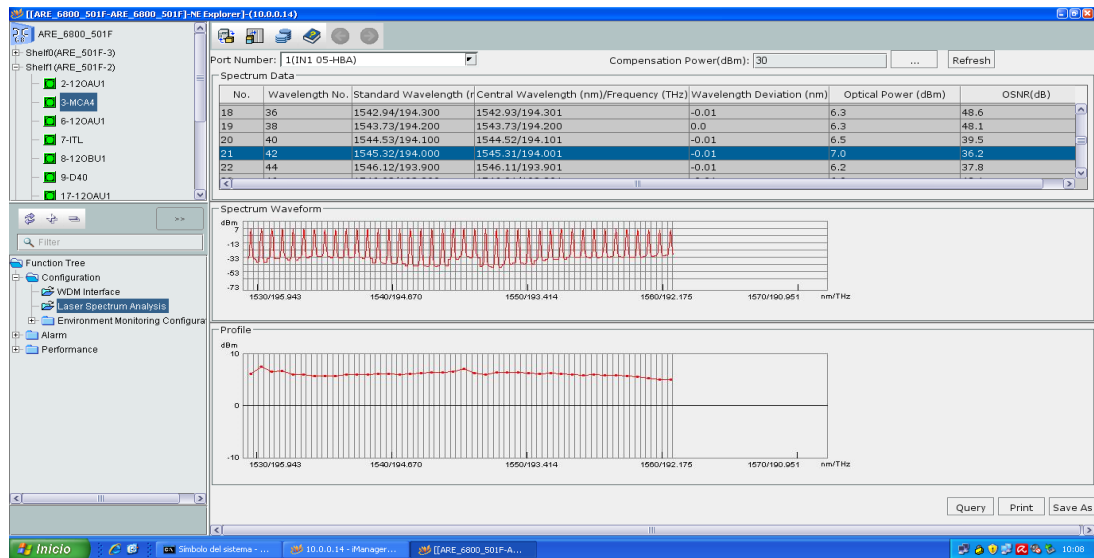 [[ARE_6800_501F-ARE_6800_501F]-NE Explorer]-(10.0.0.14)
ARE_6800_501F
Shelf0(ARE_501F-3)
Shelf1(ARE_501F-2)
2-12OAU1
3-MCA4
6-12OAU1
7-ITL
8-12OBU1
9-D40
17-12OAU1
>>
Filter
Function Tree
Configuration
WDM Interface
Laser Spectrum Analysis
Environment Monitoring Configura
Alarm
Performance
Port Number: 1(IN1 05-HBA)
Compensation Power(dBm): 30 ... Refresh
Spectrum Data
No. Wavelength No. Standard Wavelength (r Central Wavelength (nm)/Frequency (THz) Wavelength Deviation (nm) Optical Power (dBm) OSNR(dB)
18 36 1542.94/194.300 1542.93/194.301 -0.01 6.3 48.6
19 38 1543.73/194.200 1543.73/194.200 0.0 6.3 48.1
20 40 1544.53/194.100 1544.52/194.101 -0.01 6.5 39.5
21 42 1545.32/194.000 1545.31/194.001 -0.01 7.0 36.2
22 44 1546.12/193.900 1546.11/193.901 -0.01 6.2 37.8
Spectrum Waveform
dBm
7
-13
-33
-53
-73
1530/195.943 1540/194.670 1550/193.414 1560/192.175 1570/190.951 nm/THz
Profile
dBm
10
0
-10
1530/195.943 1540/194.670 1550/193.414 1560/192.175 1570/190.951 nm/THz
Query Print Save As
Inicio Símbolo del sistema - ... 10.0.0.14 - iManager... [[ARE_6800_501F-A... 10:08